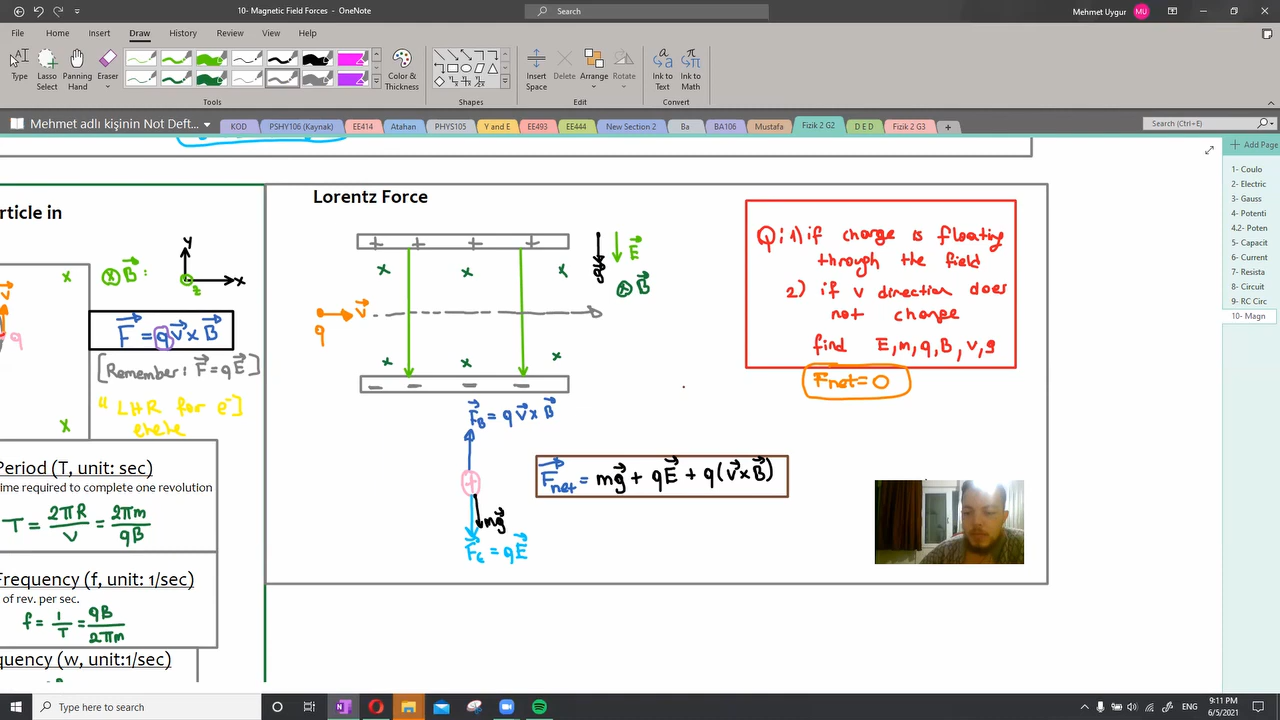 10- Magnetic Field Forces - OneNote
Search
Mehmet Uygur
MU
File Home Insert Draw History Review View Help
Type
Lasso Select
Panning Hand
Eraser
Color & Thickness
Insert Space
Delete
Arrange
Rotate
Ink to Text
Ink to Math
Tools
Shapes
Edit
Convert
Mehmet adlı kişinin Not Deft...
KOD PSHY106 (Kaynak) EE414 Atahan PHYS105 Y and E EE493 EE444 New Section 2 Ba BA106 Mustafa Fizik 2 G2 D E D Fizik 2 G3
Search (Ctrl+E)
Add Page
1- Coulo
2- Electric
3- Gauss
4- Potenti
4.2- Poten
5- Capacit
6- Current
7- Resista
8- Circuit
9- RC Circ
10- Magn
rticle in
x
x
v
q
⊗ B :
y
x
z
F = q v x B
[Remember: F = qE]
"LHR for e-]
Period (T, unit: sec)
ime required to complete one revolution
T = 2πR/v = 2πm/qB
Frequency (f, unit: 1/sec)
of rev. per sec.
f = 1/T = qB/2πm
quency (w, unit:1/sec)
Lorentz Force
+ + + +
x x x
q
v
x x x
- - - -
E
⊗ B
F_B = q v x B
+
mg
F_E = qE
F_net = mg + qE + q(v x B)
Q: 1) if charge is floating
through the field
2) if v direction does
not change
find E, m, q, B, v, g
Fnet = 0
Type here to search
ENG
9:11 PM
6/5/2021